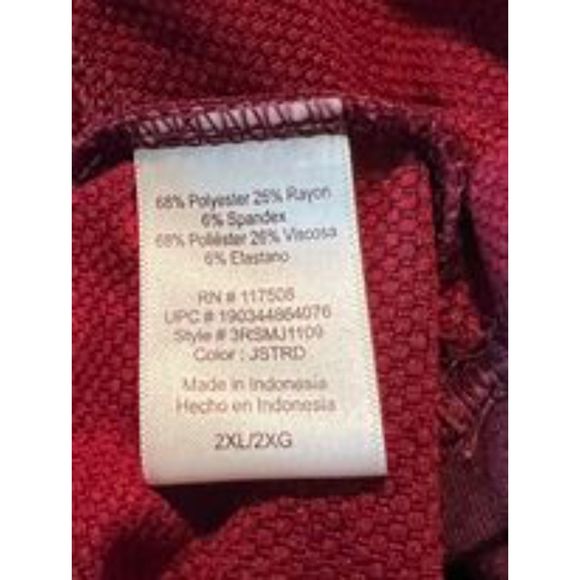 68% Polyester 26% Rayon
6% Spandex
68% Poliéster 26% Viscosa
6% Elastano
RN # 117508
UPC # 190344864076
Style # 3RSMJ1109
Color : JSTRD
Made in Indonesia
Hecho en Indonesia
2XL/2XG